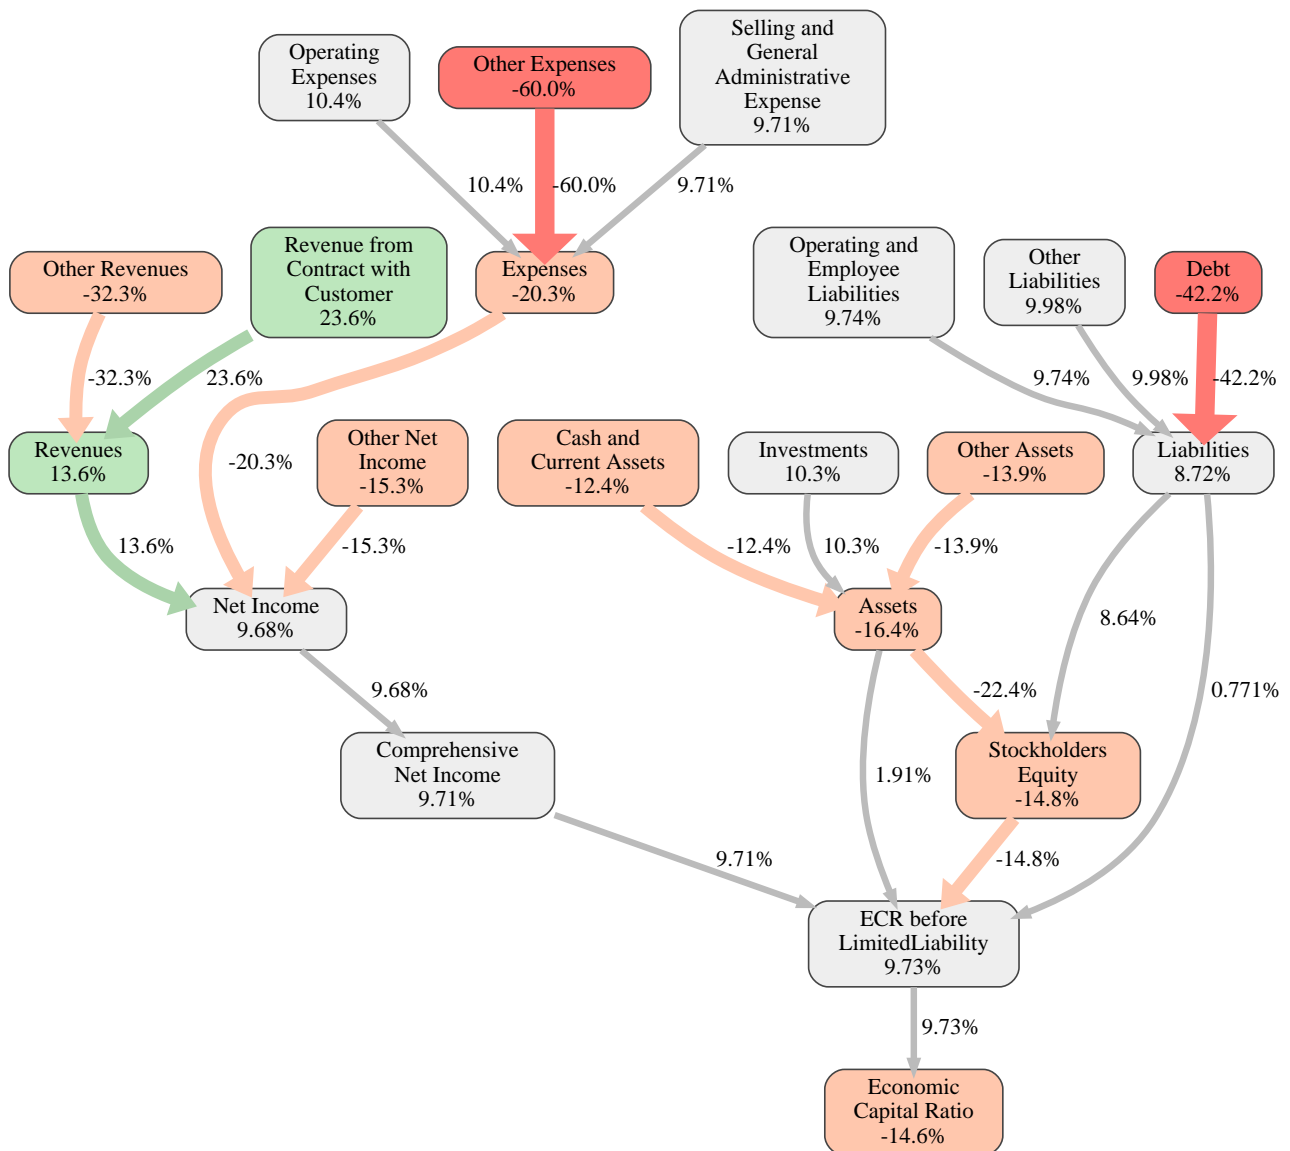 Operating
Expenses
10.4%
Other Expenses
-60.0%
Selling and
General
Administrative
Expense
9.71%
10.4%
-60.0%
9.71%
Other Revenues
-32.3%
Revenue from
Contract with
Customer
23.6%
Expenses
-20.3%
Operating and
Employee
Liabilities
9.74%
Other
Liabilities
9.98%
Debt
-42.2%
-32.3%
23.6%
9.74%
9.98%
-42.2%
Revenues
13.6%
-20.3%
Other Net
Income
-15.3%
Cash and
Current Assets
-12.4%
Investments
10.3%
Other Assets
-13.9%
Liabilities
8.72%
13.6%
-15.3%
-12.4%
10.3%
-13.9%
Net Income
9.68%
Assets
-16.4%
8.64%
9.68%
-22.4%
0.771%
Comprehensive
Net Income
9.71%
1.91%
Stockholders
Equity
-14.8%
9.71%
-14.8%
ECR before
LimitedLiability
9.73%
9.73%
Economic
Capital Ratio
-14.6%